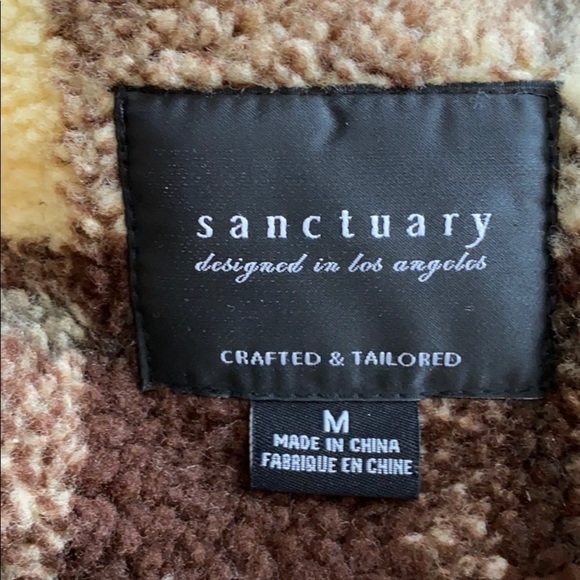 sanctuary
designed in los angeles
CRAFTED & TAILORED
M
MADE IN CHINA
FABRIQUE EN CHINE